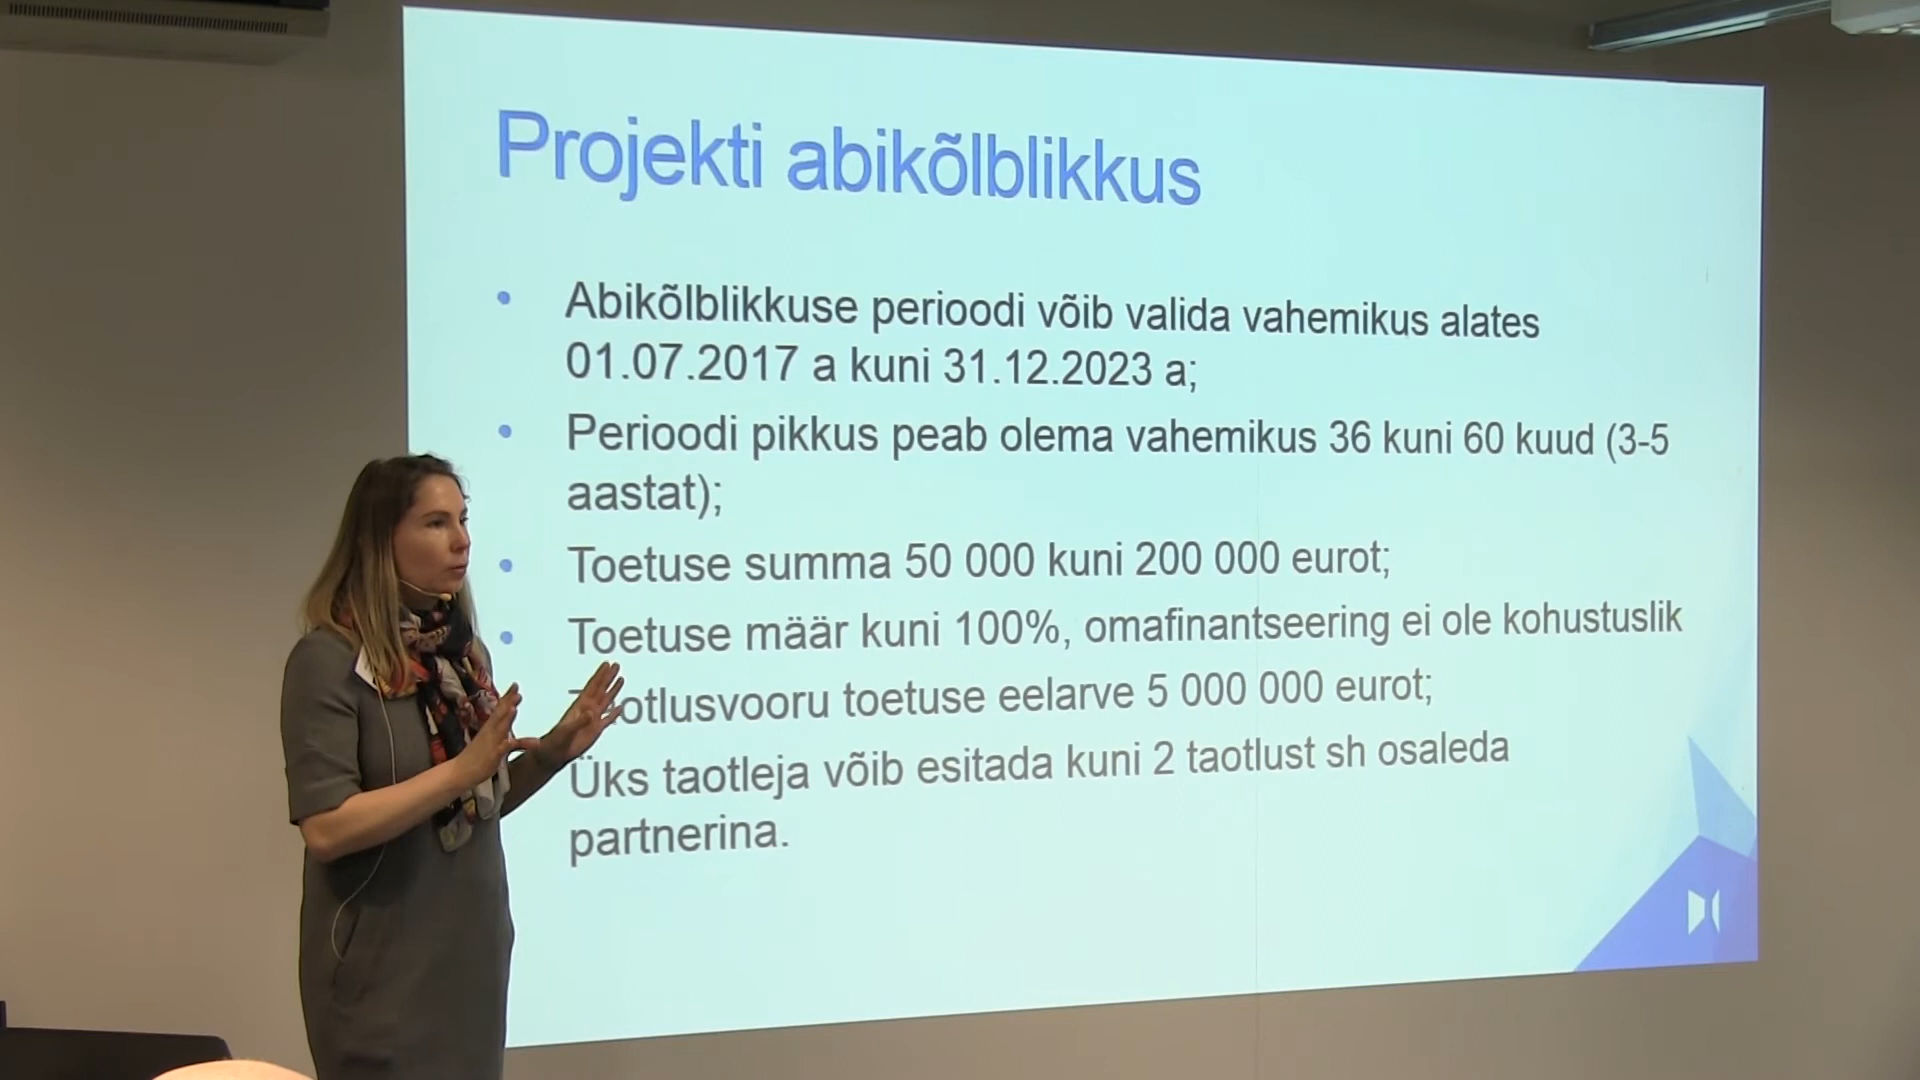 Projekti abikõlblikkus
Abikõlblikkuse perioodi võib valida vahemikus alates
01.07.2017 a kuni 31.12.2023 a;
Perioodi pikkus peab olema vahemikus 36 kuni 60 kuud (3-5
aastat);
Toetuse summa 50 000 kuni 200 000 eurot;
Toetuse määr kuni 100%, omafinantseering ei ole kohustuslik
toetuse eelarve 5 000 000 eurot;
Üks taotleja võib esitada kuni 2 taotlust sh osaleda
partnerina.